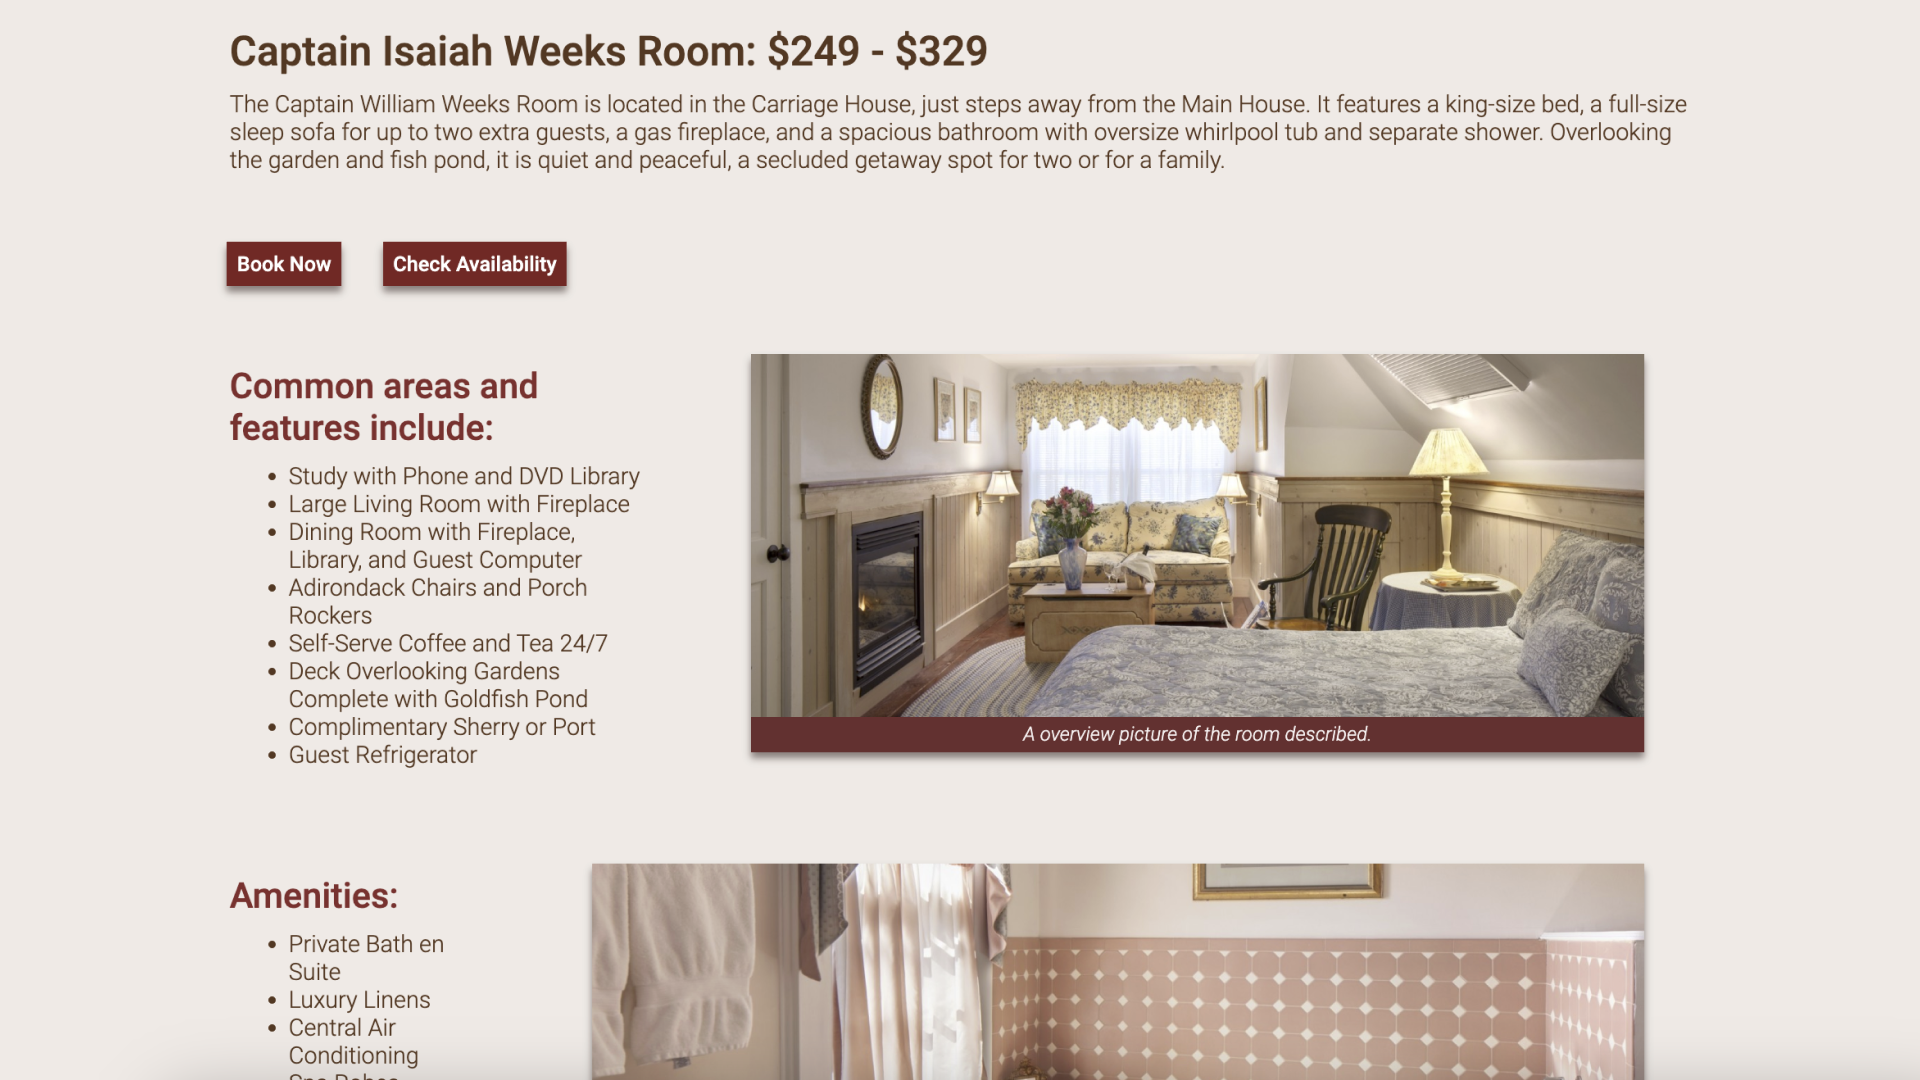 Captain Isaiah Weeks Room: $249 - $329
The Captain William Weeks Room is located in the Carriage House, just steps away from the Main House. It features a king-size bed, a full-size
sleep sofa for up to two extra guests, a gas fireplace, and a spacious bathroom with oversize whirlpool tub and separate shower. Overlooking
the garden and fish pond, it is quiet and peaceful, a secluded getaway spot for two or for a family.
Book Now
Check Availability
Common areas and
features include:
• Study with Phone and DVD Library
• Large Living Room with Fireplace
• Dining Room with Fireplace,
Library, and Guest Computer
• Adirondack Chairs and Porch
Rockers
• Self-Serve Coffee and Tea 24/7
• Deck Overlooking Gardens
Complete with Goldfish Pond
• Complimentary Sherry or Port
• Guest Refrigerator
A overview picture of the room described.
Amenities:
• Private Bath en
Suite
• Luxury Linens
• Central Air
Conditioning